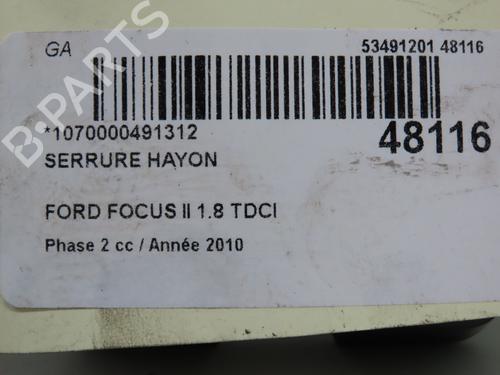 GA
53491201 48116
*1070000491312
48116
SERRURE HAYON
FORD FOCUS II 1.8 TDCI
Phase 2 cc / Année 2010
B-PARTS